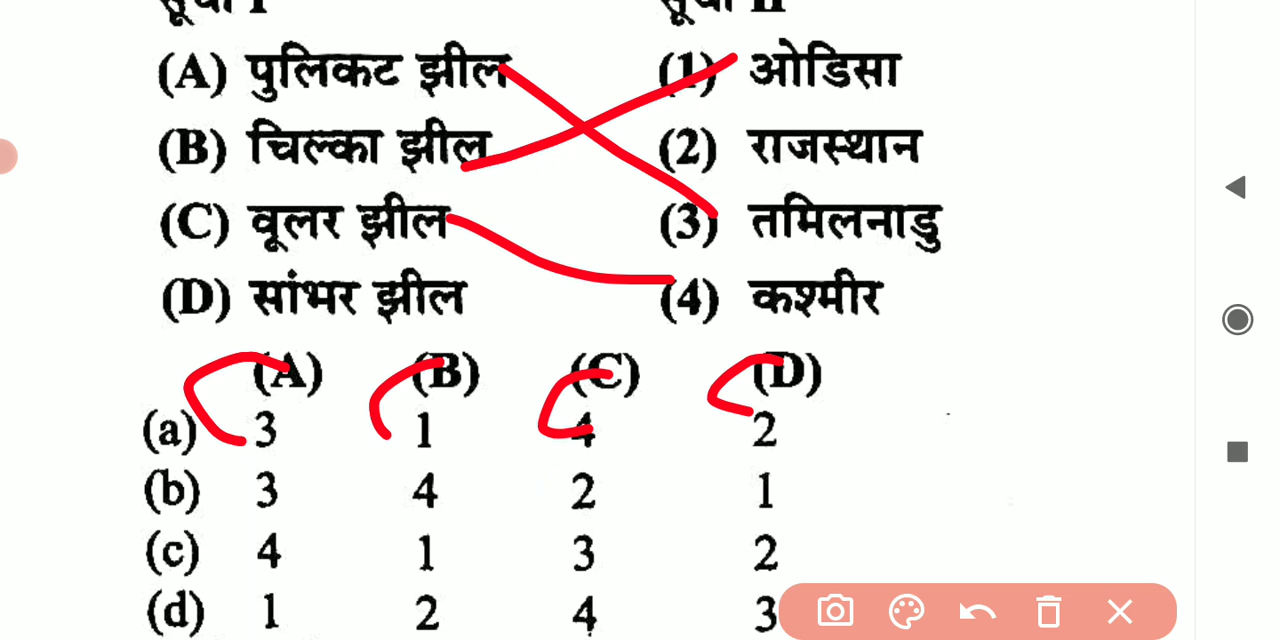 सूची I सूची II
(A) पुलिकट झील (1) ओडिसा
(B) चिल्का झील (2) राजस्थान
(C) वूलर झील (3) तमिलनाडु
(D) सांभर झील (4) कश्मीर
(A) (B) (C) (D)
(a) 3 1 4 2
(b) 3 4 2 1
(c) 4 1 3 2
(d) 1 2 4 3